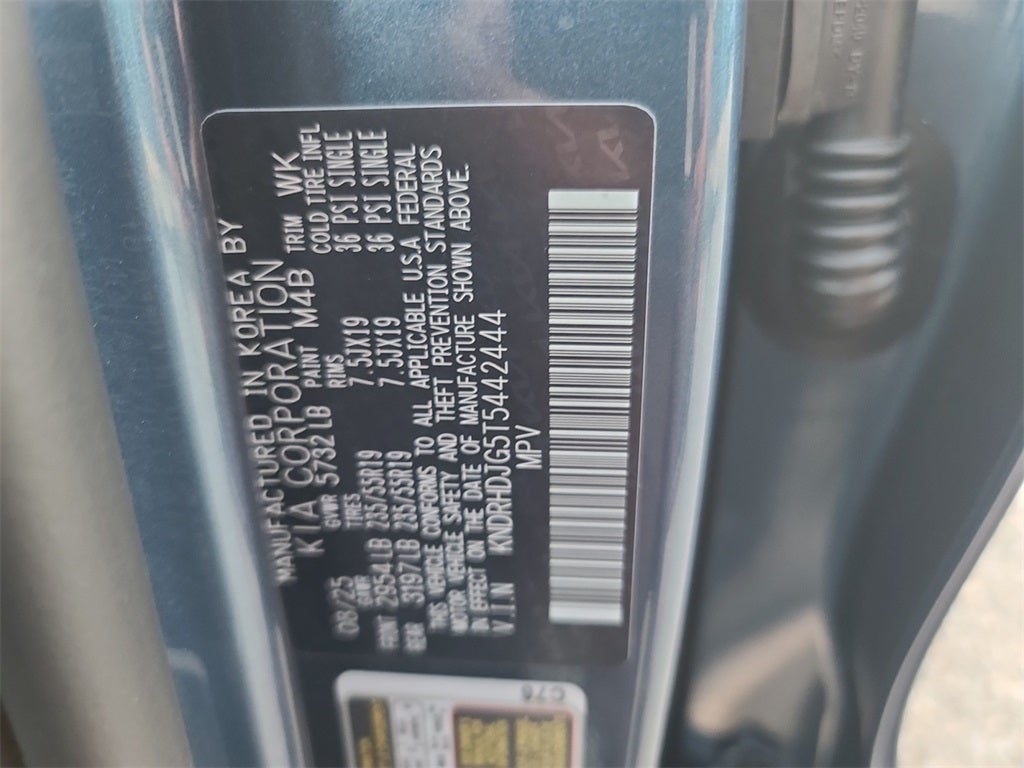 MANUFACTURED IN KOREA BY
KIA CORPORATION
08/25 GVWR 5732LB PAINT M4B TRIM WK
GAWR TIRES RIMS COLD TIRE INFL
FRONT 2954LB 235/55R19 7.5JX19 36 PSI SINGLE
REAR 3197LB 235/55R19 7.5JX19 36 PSI SINGLE
THIS VEHICLE CONFORMS TO ALL APPLICABLE U.S.A FEDERAL
MOTOR VEHICLE SAFETY AND THEFT PREVENTION STANDARDS
IN EFFECT ON THE DATE OF MANUFACTURE SHOWN ABOVE.
VIN KNDRHDJG5T5442444
MPV
C76